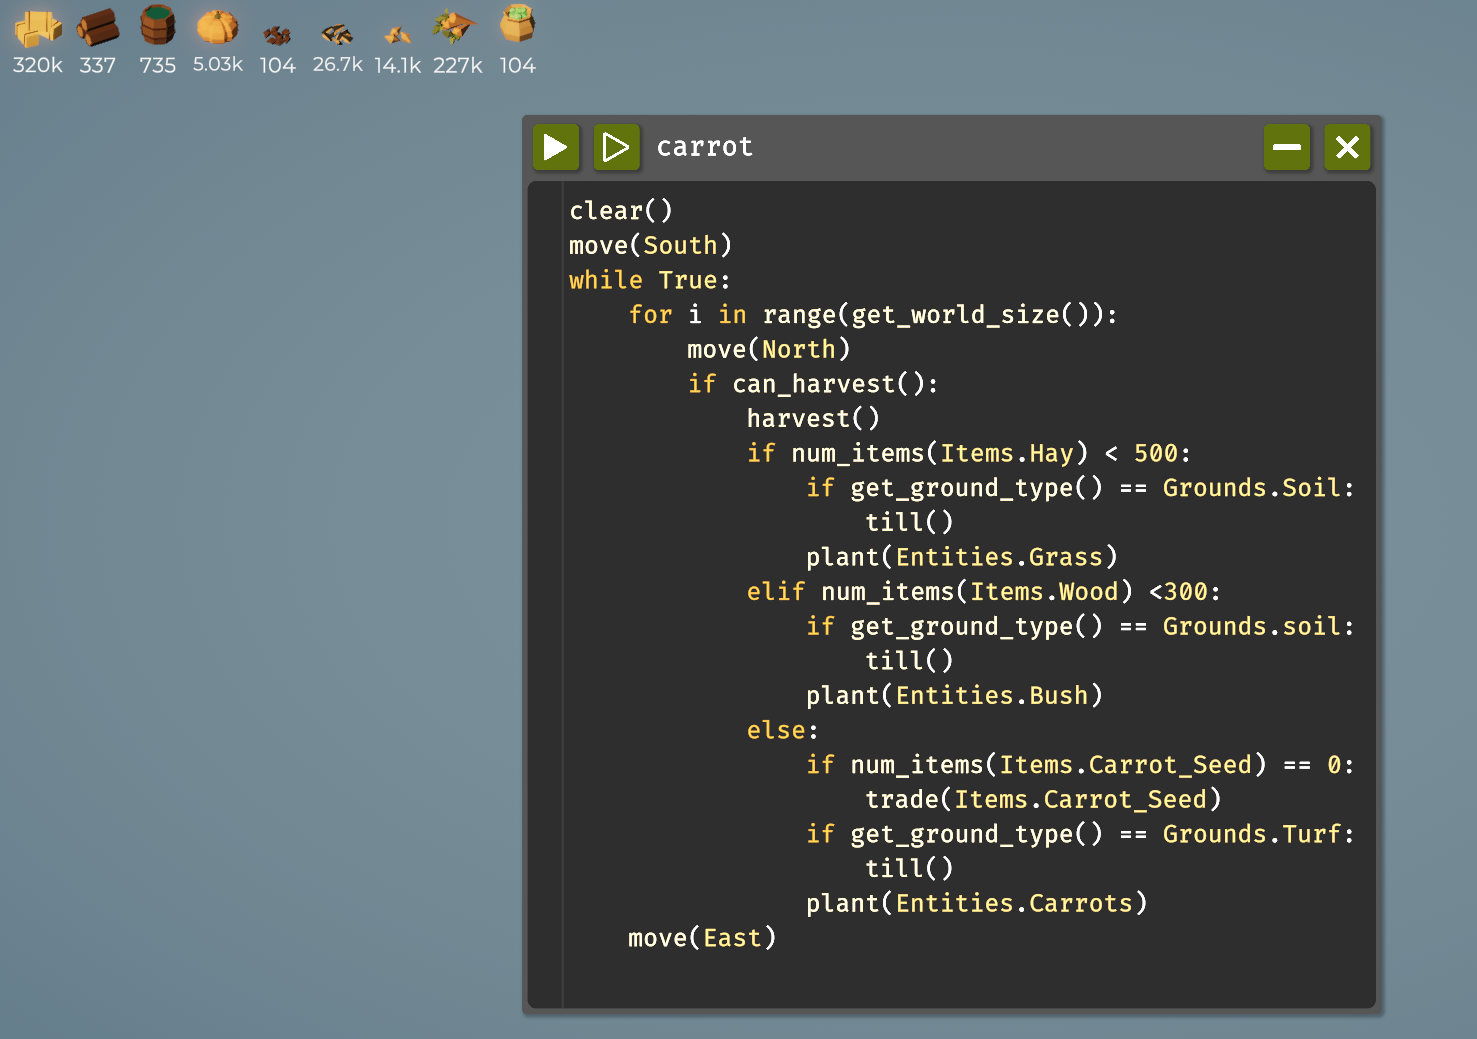 320k 337 735 5.03k 104 26.7k 14.1k 227k 104
carrot
clear()
move(South)
while True:
    for i in range(get_world_size()):
        move(North)
        if can_harvest():
            harvest()
            if num_items(Items.Hay) < 500:
                if get_ground_type() == Grounds.Soil:
                    till()
                plant(Entities.Grass)
            elif num_items(Items.Wood) <300:
                if get_ground_type() == Grounds.soil:
                    till()
                plant(Entities.Bush)
            else:
                if num_items(Items.Carrot_Seed) == 0:
                    trade(Items.Carrot_Seed)
                if get_ground_type() == Grounds.Turf:
                    till()
                plant(Entities.Carrots)
    move(East)